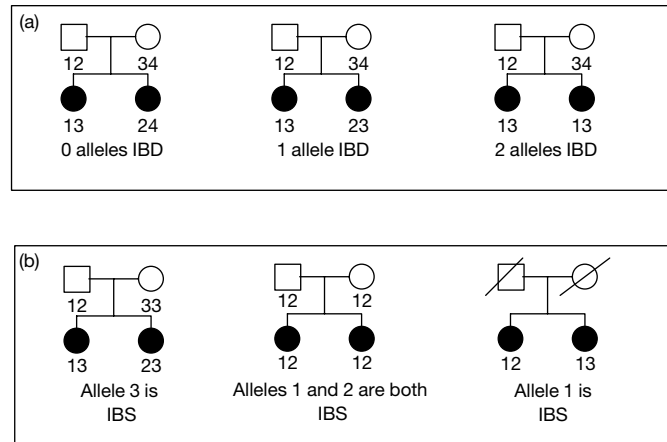 (a)
12 34 12 34 12 34
13 24 13 23 13 13
0 alleles IBD 1 allele IBD 2 alleles IBD
(b)
12 33 12 12
13 23 12 12 12 13
Allele 3 is Alleles 1 and 2 are both Allele 1 is
IBS IBS IBS